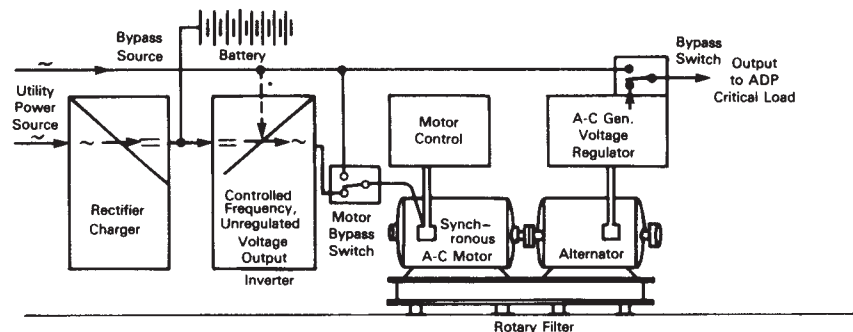 Bypass
Source
Battery
Bypass
Switch
Output
to ADP
Critical Load
Utility
Power
Source
Motor
Control
A-C Gen.
Voltage
Regulator
Rectifier
Charger
Controlled
Frequency,
Unregulated
Voltage
Output
Inverter
Motor
Bypass
Switch
Synch-
ronous
A-C Motor
Alternator
Rotary Filter